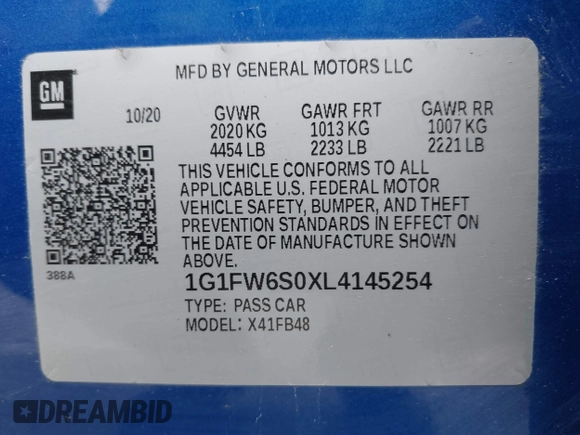 GM
MFD BY GENERAL MOTORS LLC
10/20 GVWR GAWR FRT GAWR RR
2020 KG 1013 KG 1007 KG
4454 LB 2233 LB 2221 LB
THIS VEHICLE CONFORMS TO ALL
APPLICABLE U.S. FEDERAL MOTOR
VEHICLE SAFETY, BUMPER, AND THEFT
PREVENTION STANDARDS IN EFFECT ON
THE DATE OF MANUFACTURE SHOWN
ABOVE.
388A
1G1FW6S0XL4145254
TYPE: PASS CAR
MODEL: X41FB48
DREAMBID